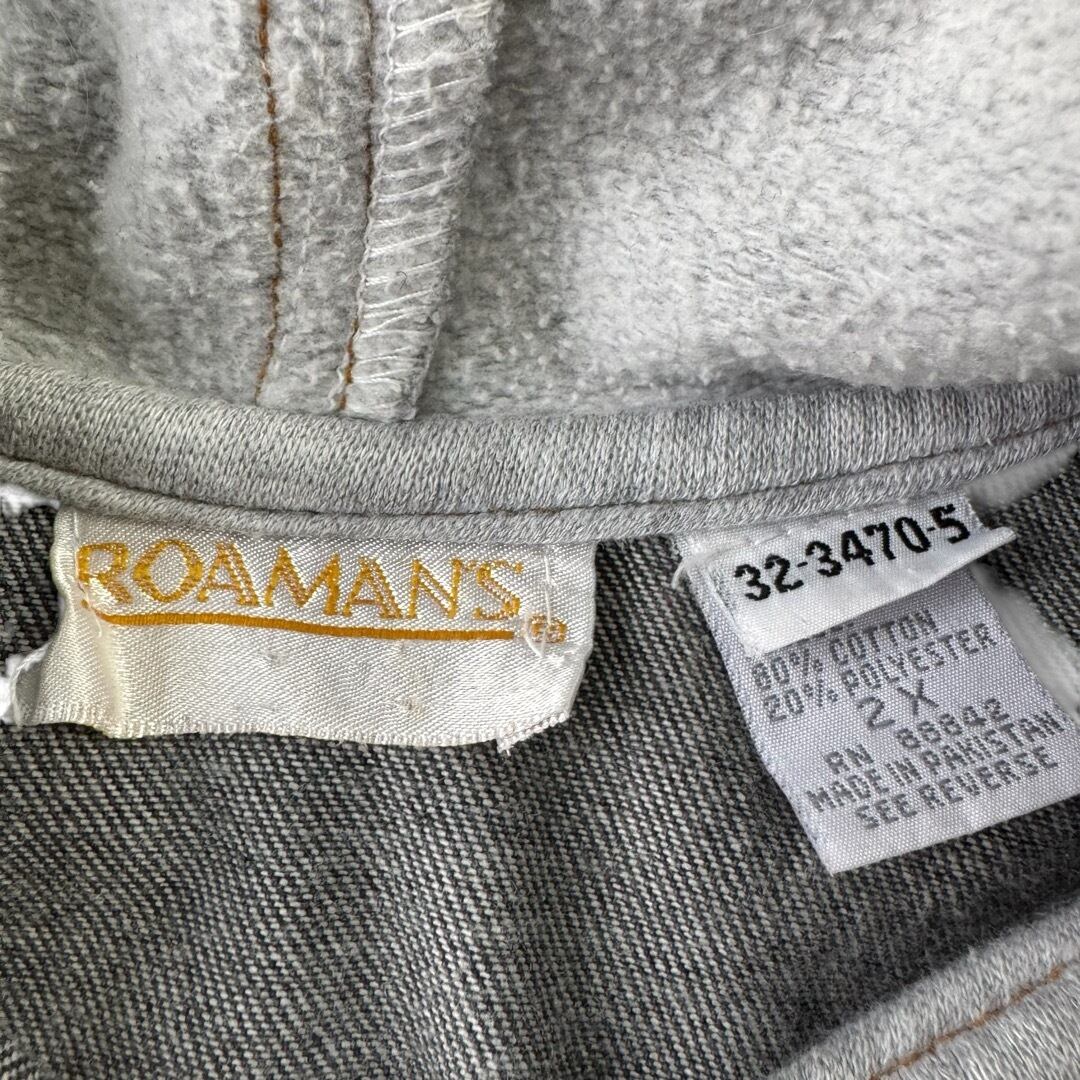 ROAMAN'S ®
32-3470-5
80% COTTON
20% POLYESTER
2X
RN 88842
MADE IN PAKISTAN
SEE REVERSE